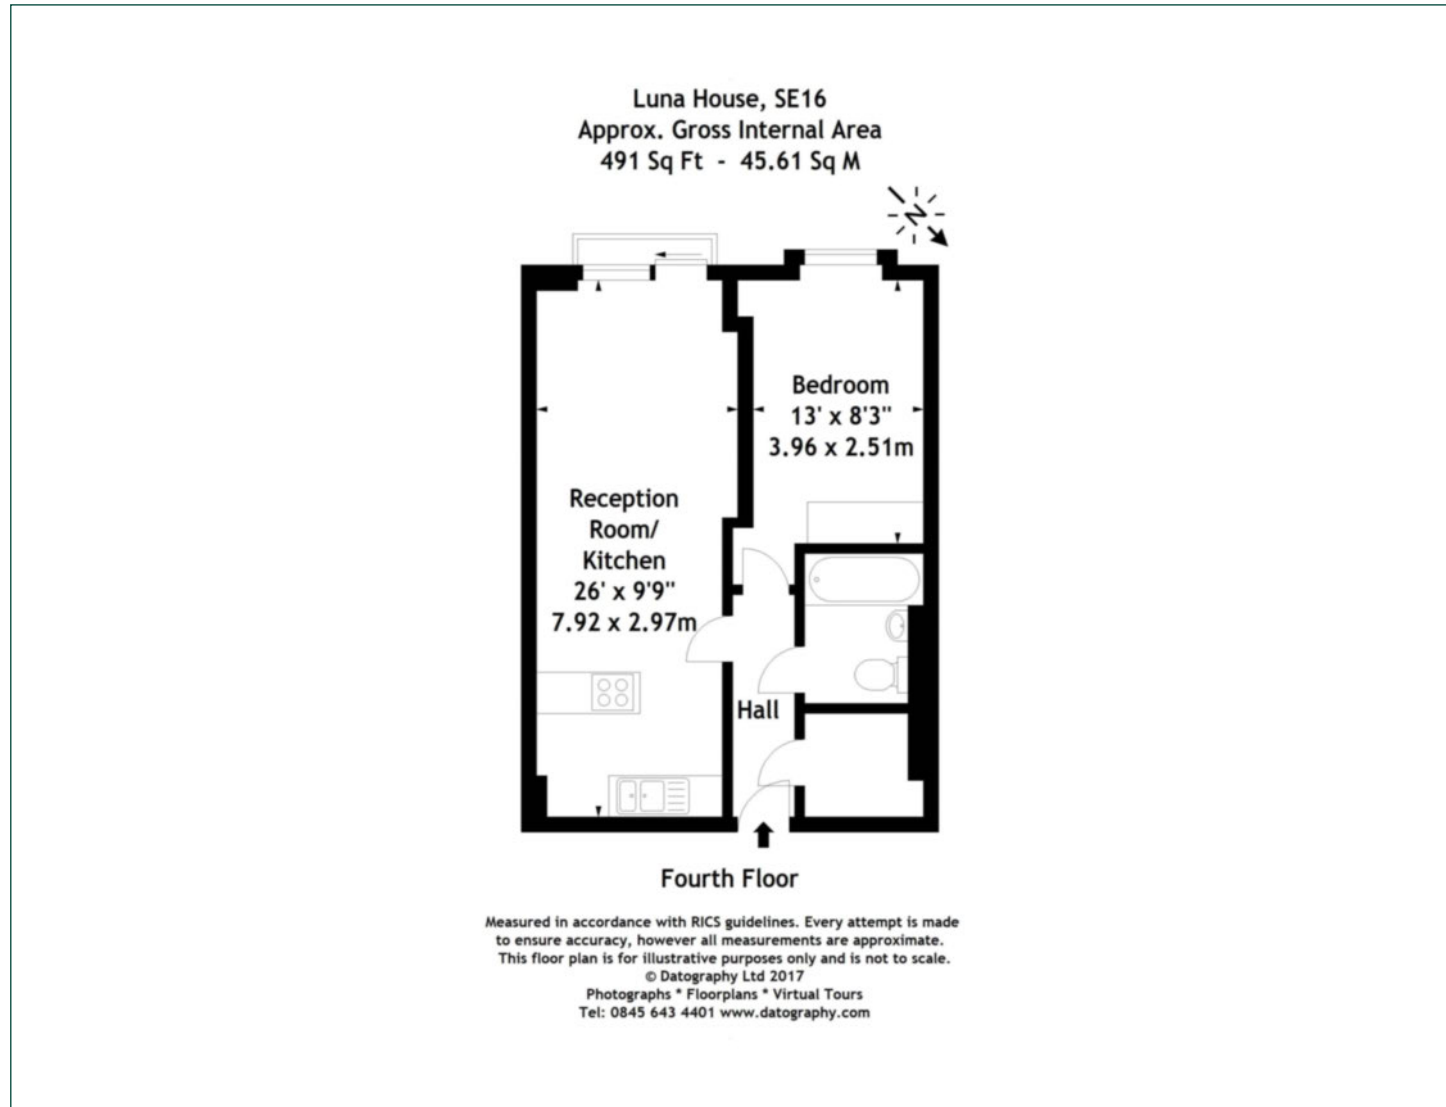 Luna House, SE16
Approx. Gross Internal Area
491 Sq Ft - 45.61 Sq M
N
Bedroom
13' x 8'3"
3.96 x 2.51m
Reception
Room/
Kitchen
26' x 9'9"
7.92 x 2.97m
Hall
Fourth Floor
Measured in accordance with RICS guidelines. Every attempt is made
to ensure accuracy, however all measurements are approximate.
This floor plan is for illustrative purposes only and is not to scale.
© Datography Ltd 2017
Photographs * Floorplans * Virtual Tours
Tel: 0845 643 4401 www.datography.com